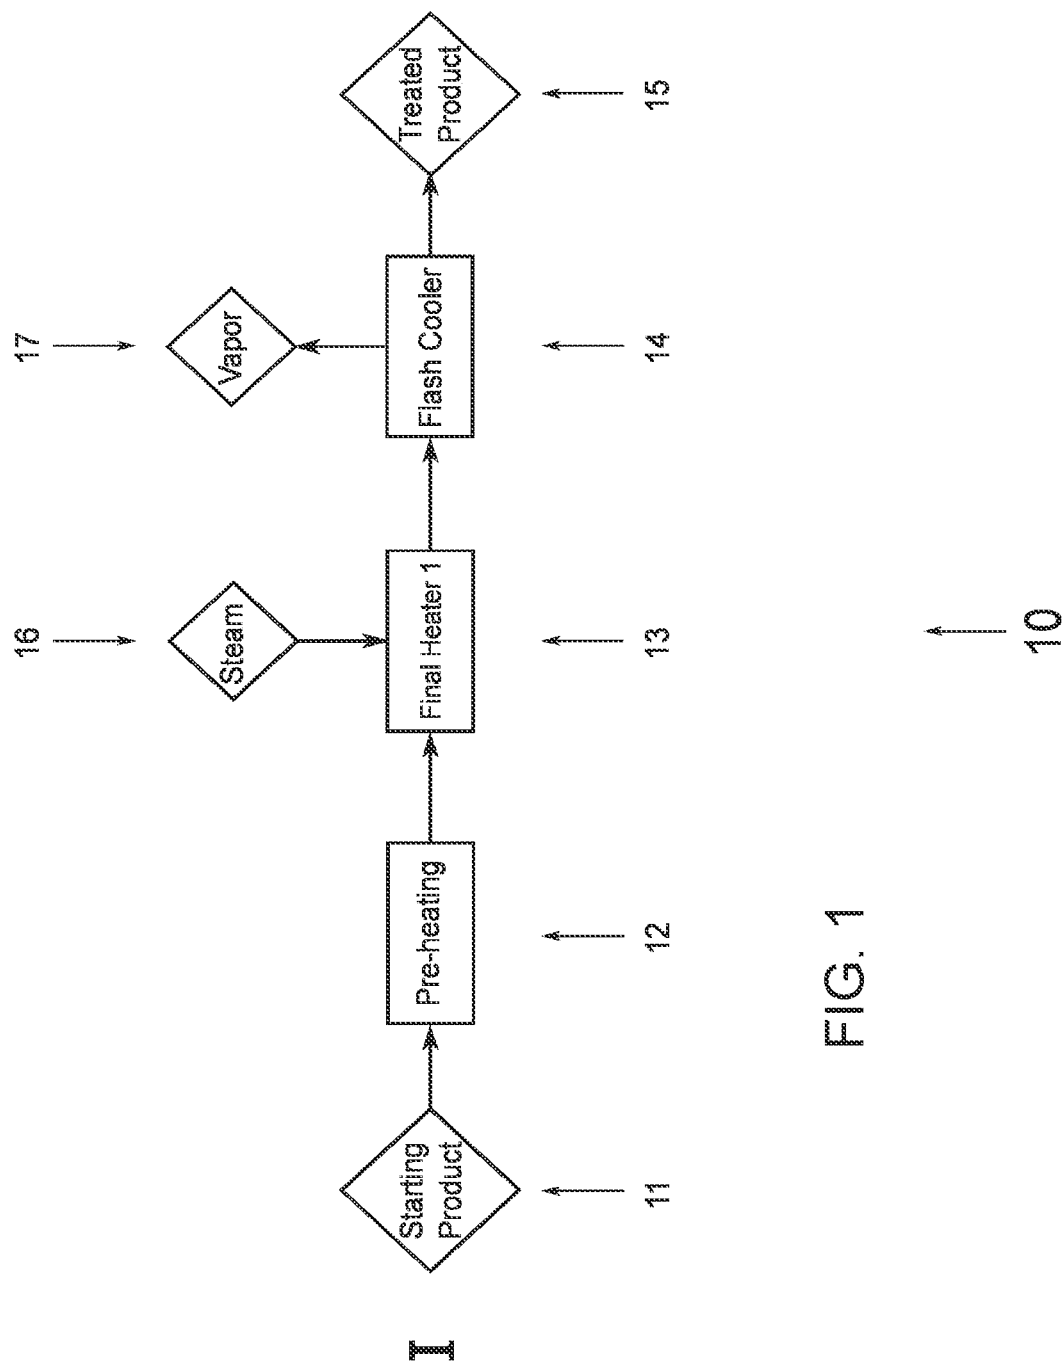 17
16
Vapor
Steam
I
Starting
Product
Pre-heating
Final Heater 1
Flash Cooler
Treated
Product
11
12
13
14
15
FIG. 1
10